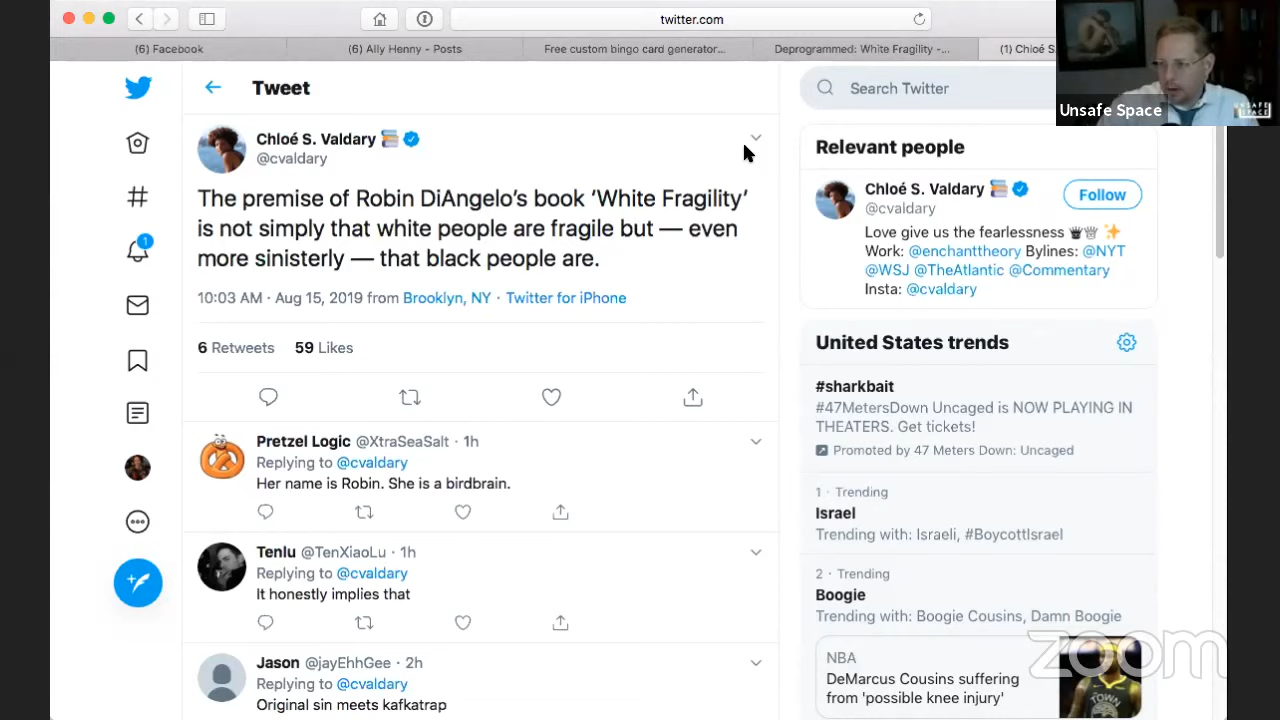 twitter.com
(6) Facebook
(6) Ally Henny - Posts
Free custom bingo card generator...
Deprogrammed: White Fragility -...
(1) Chloé S.
Unsafe Space
UNSAFE
SPACE
Tweet
Search Twitter
Chloé S. Valdary
@cvaldary
The premise of Robin DiAngelo’s book ‘White Fragility’
is not simply that white people are fragile but — even
more sinisterly — that black people are.
10:03 AM · Aug 15, 2019 from Brooklyn, NY · Twitter for iPhone
6 Retweets 59 Likes
1
Pretzel Logic @XtraSeaSalt · 1h
Replying to @cvaldary
Her name is Robin. She is a birdbrain.
Tenlu @TenXiaoLu · 1h
Replying to @cvaldary
It honestly implies that
Jason @jayEhhGee · 2h
Replying to @cvaldary
Original sin meets kafkatrap
Relevant people
Chloé S. Valdary
@cvaldary
Follow
Love give us the fearlessness
Work: @enchanttheory Bylines: @NYT
@WSJ @TheAtlantic @Commentary
Insta: @cvaldary
United States trends
#sharkbait
#47MetersDown Uncaged is NOW PLAYING IN
THEATERS. Get tickets!
Promoted by 47 Meters Down: Uncaged
1 · Trending
Israel
Trending with: Israeli, #BoycottIsrael
2 · Trending
Boogie
Trending with: Boogie Cousins, Damn Boogie
NBA
DeMarcus Cousins suffering
from 'possible knee injury'
TOWN
zoom